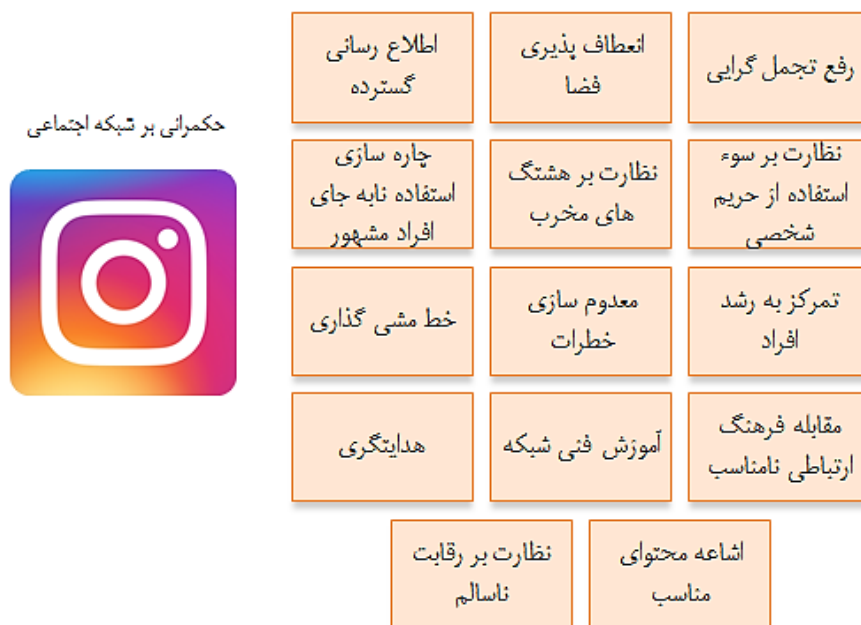 حکمرانی بر شبکه اجتماعی
رفع تجمل گرایی
انعطاف پذیری
فضا
اطلاع رسانی
گسترده
نظارت بر سوء
استفاده از حریم
شخصی
نظارت بر هشتگ
های مخرب
چاره سازی
استفاده نابه جای
افراد مشهور
تمرکز به رشد
افراد
معدوم سازی
خطرات
خط مشی گذاری
مقابله فرهنگ
ارتباطی نامناسب
آموزش فنی شبکه
هدایتگری
اشاعه محتوای
مناسب
نظارت بر رقابت
ناسالم